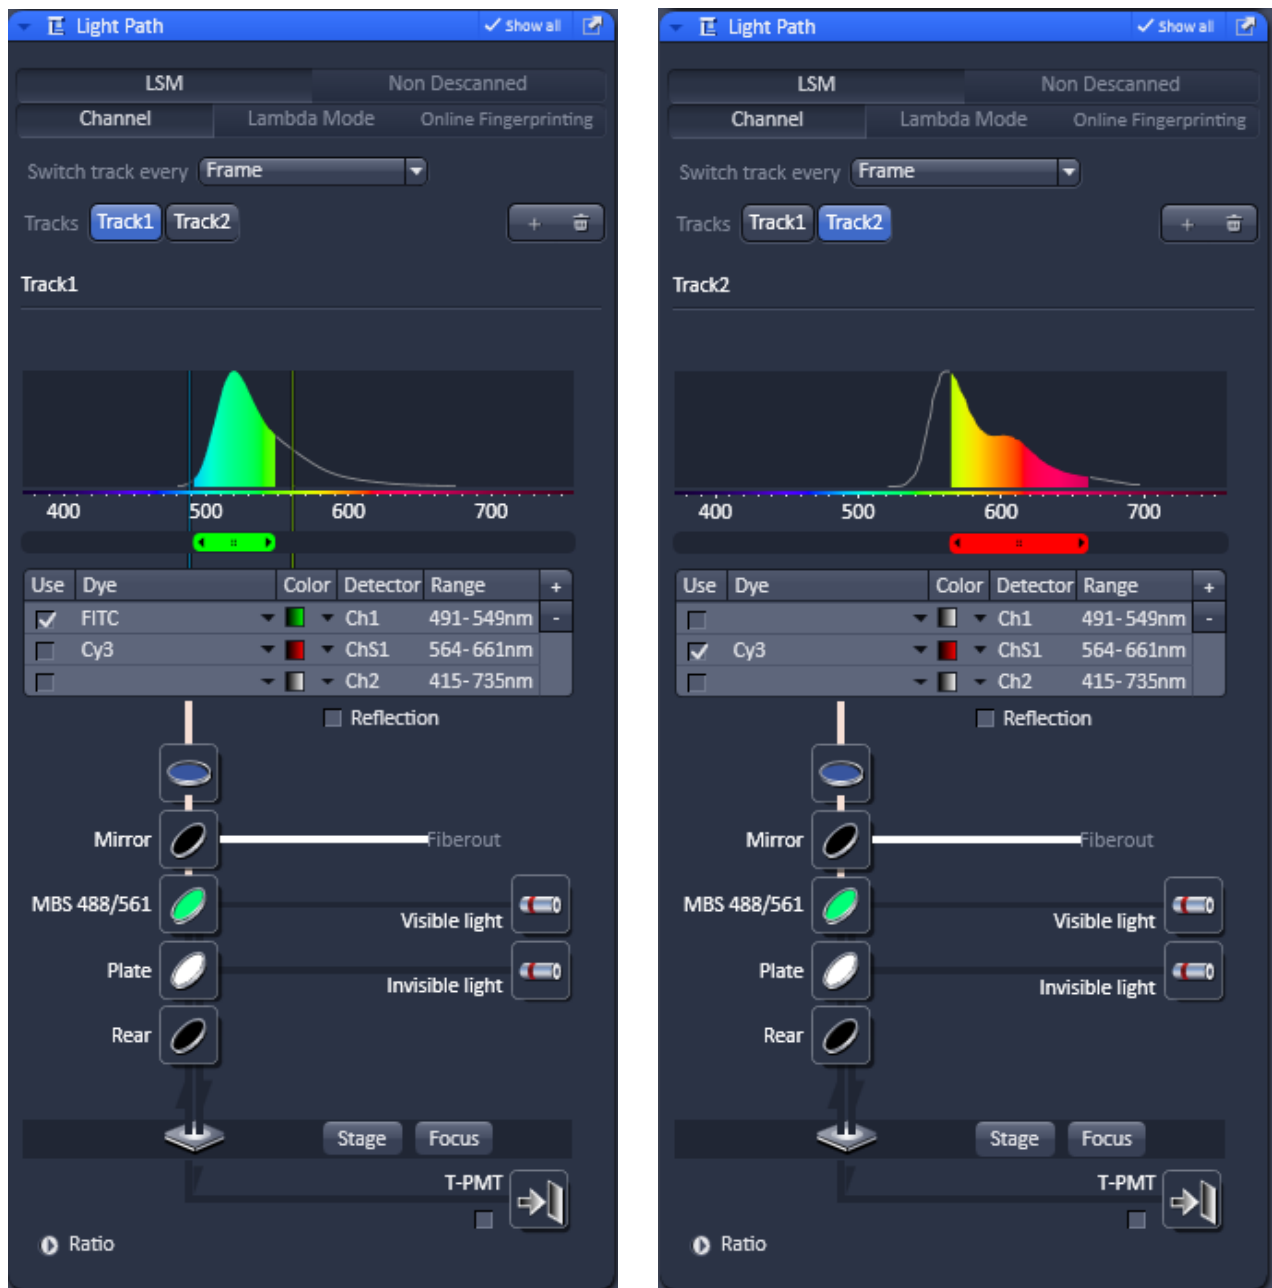 Light Path Show all
LSM Non Descanned
Channel Lambda Mode Online Fingerprinting
Switch track every Frame
Tracks Track1 Track2 +
Track1
400 500 600 700
Use Dye Color Detector Range +
FITC Ch1 491-549nm -
Cy3 ChS1 564-661nm
Ch2 415-735nm
Reflection
Mirror Fiberout
MBS 488/561
Visible light
Plate
Invisible light
Rear
Stage Focus
T-PMT
Ratio
Light Path Show all
LSM Non Descanned
Channel Lambda Mode Online Fingerprinting
Switch track every Frame
Tracks Track1 Track2 +
Track2
400 500 600 700
Use Dye Color Detector Range +
Ch1 491-549nm -
Cy3 ChS1 564-661nm
Ch2 415-735nm
Reflection
Mirror Fiberout
MBS 488/561
Visible light
Plate
Invisible light
Rear
Stage Focus
T-PMT
Ratio